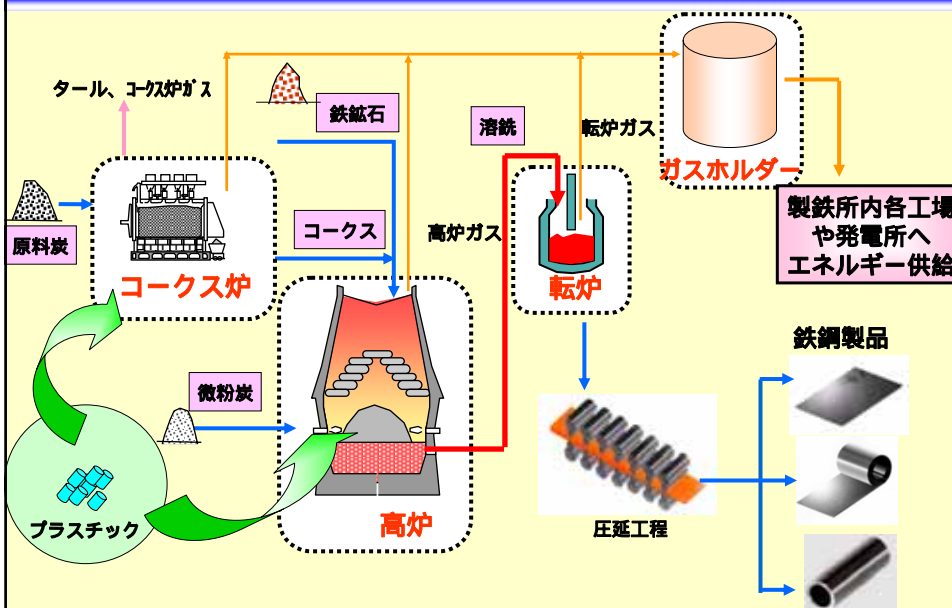 タール、コークス炉ガス
鉄鉱石
溶銑
転炉ガス
ガスホルダー
原料炭
コークス
高炉ガス
製鉄所内各工場
や発電所へ
エネルギー供給
コークス炉
転炉
鉄鋼製品
微粉炭
プラスチック
高炉
圧延工程